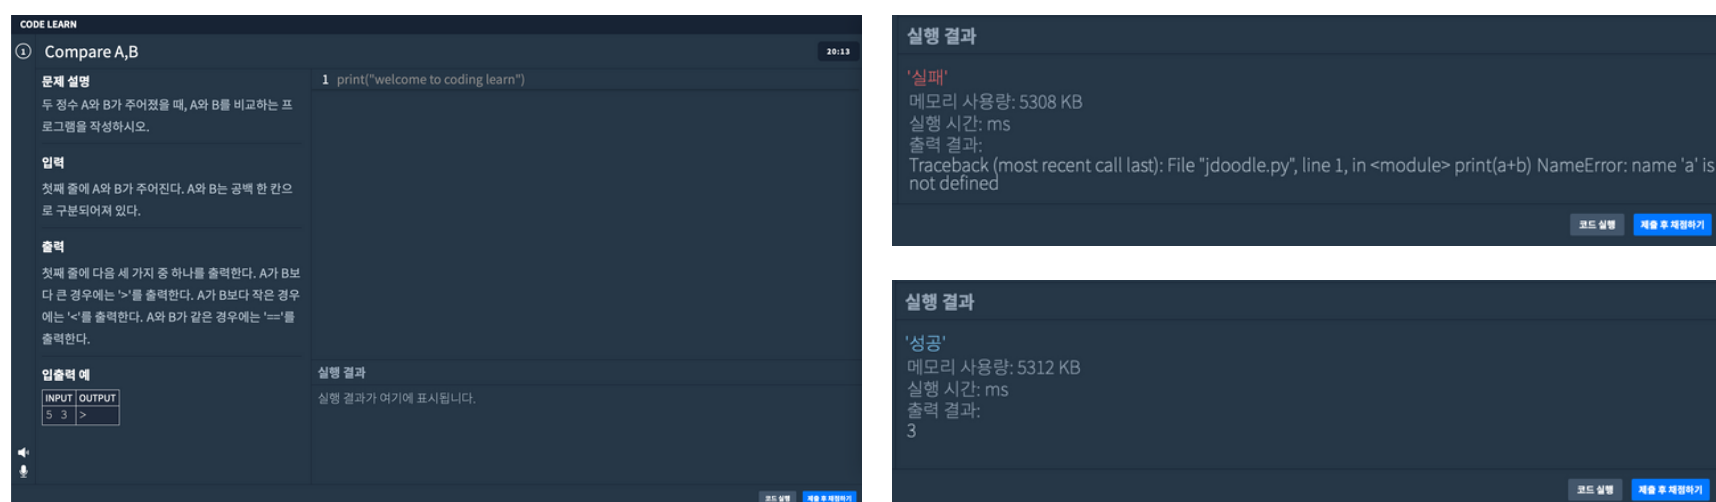 CODE LEARN
1
Compare A,B
20:13
문제 설명
두 정수 A와 B가 주어졌을 때, A와 B를 비교하는 프
로그램을 작성하시오.
입력
첫째 줄에 A와 B가 주어진다. A와 B는 공백 한 칸으
로 구분되어져 있다.
출력
첫째 줄에 다음 세 가지 중 하나를 출력한다. A가 B보
다 큰 경우에는 '>'를 출력한다. A가 B보다 작은 경우
에는 '<'를 출력한다. A와 B가 같은 경우에는 '=='를
출력한다.
입출력 예
INPUT OUTPUT
5 3 >
1 print("welcome to coding learn")
실행 결과
실행 결과가 여기에 표시됩니다.
코드 실행 제출 후 채점하기
실행 결과
'실패'
메모리 사용량: 5308 KB
실행 시간: ms
출력 결과:
Traceback (most recent call last): File "jdoodle.py", line 1, in <module> print(a+b) NameError: name 'a' is
not defined
코드 실행 제출 후 채점하기
실행 결과
'성공'
메모리 사용량: 5312 KB
실행 시간: ms
출력 결과:
3
코드 실행 제출 후 채점하기